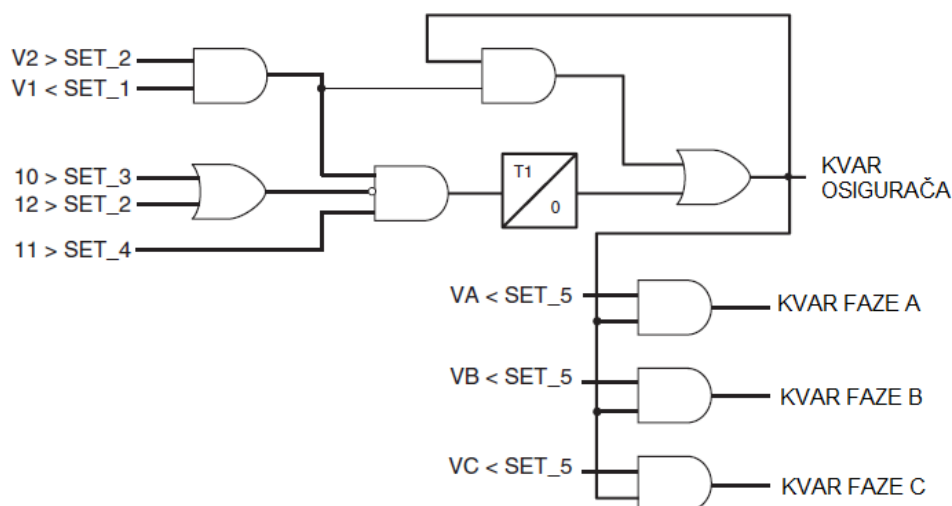 V2 > SET_2
V1 < SET_1
10 > SET_3
12 > SET_2
11 > SET_4
T1
0
KVAR
OSIGURAČA
VA < SET_5
KVAR FAZE A
VB < SET_5
KVAR FAZE B
VC < SET_5
KVAR FAZE C